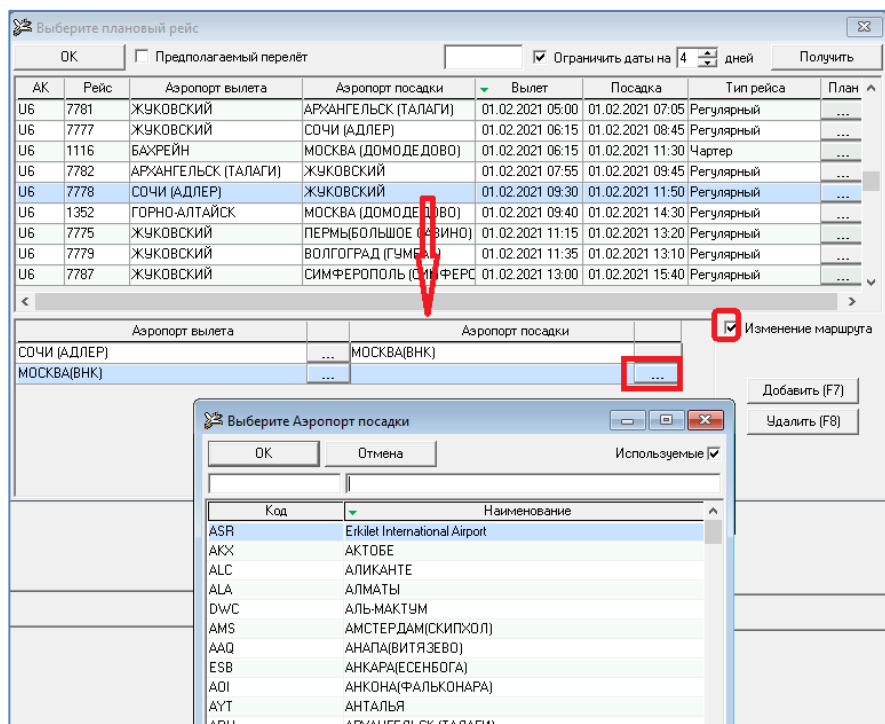 Выберите плановый рейс
ОК Предполагаемый перелёт Ограничить даты на 4 дней Получить
АК Рейс Аэропорт вылета Аэропорт посадки Вылет Посадка Тип рейса План
U6 7781 ЖУКОВСКИЙ АРХАНГЕЛЬСК (ТАЛАГИ) 01.02.2021 05:00 01.02.2021 07:05 Регулярный ...
U6 7777 ЖУКОВСКИЙ СОЧИ (АДЛЕР) 01.02.2021 06:15 01.02.2021 08:45 Регулярный ...
U6 1116 БАХРЕЙН МОСКВА (ДОМОДЕДОВО) 01.02.2021 06:15 01.02.2021 11:30 Чартер ...
U6 7782 АРХАНГЕЛЬСК (ТАЛАГИ) ЖУКОВСКИЙ 01.02.2021 07:55 01.02.2021 09:45 Регулярный ...
U6 7778 СОЧИ (АДЛЕР) ЖУКОВСКИЙ 01.02.2021 09:30 01.02.2021 11:50 Регулярный ...
U6 1352 ГОРНО-АЛТАЙСК МОСКВА (ДОМОДЕДОВО) 01.02.2021 09:40 01.02.2021 14:30 Регулярный ...
U6 7775 ЖУКОВСКИЙ ПЕРМЬ(БОЛЬШОЕ САВИНО) 01.02.2021 11:15 01.02.2021 13:20 Регулярный ...
U6 7779 ЖУКОВСКИЙ ВОЛГОГРАД 01.02.2021 11:35 01.02.2021 13:10 Регулярный ...
U6 7787 ЖУКОВСКИЙ СИМФЕРОПОЛЬ (СИМФЕРС 01.02.2021 13:00 01.02.2021 15:40 Регулярный ...
Аэропорт вылета Аэропорт посадки Изменение маршрута
СОЧИ (АДЛЕР) ... МОСКВА(ВНК)
МОСКВА(ВНК) ... ...
Добавить (F7)
Удалить (F8)
Выберите Аэропорт посадки
ОК Отмена Используемые
Код Наименование
ASR Erkilet International Airport
AKX АКТОБЕ
ALC АЛИКАНТЕ
ALA АЛМАТЫ
DWC АЛЬ-МАКТУМ
AMS АМСТЕРДАМ(СКИПХОЛ)
AAQ АНАПА(ВИТЯЗЕВО)
ESB АНКАРА(ЕСЕНБОГА)
AOI АНКОНА(ФАЛЬКОНАРА)
AYT АНТАЛЬЯ